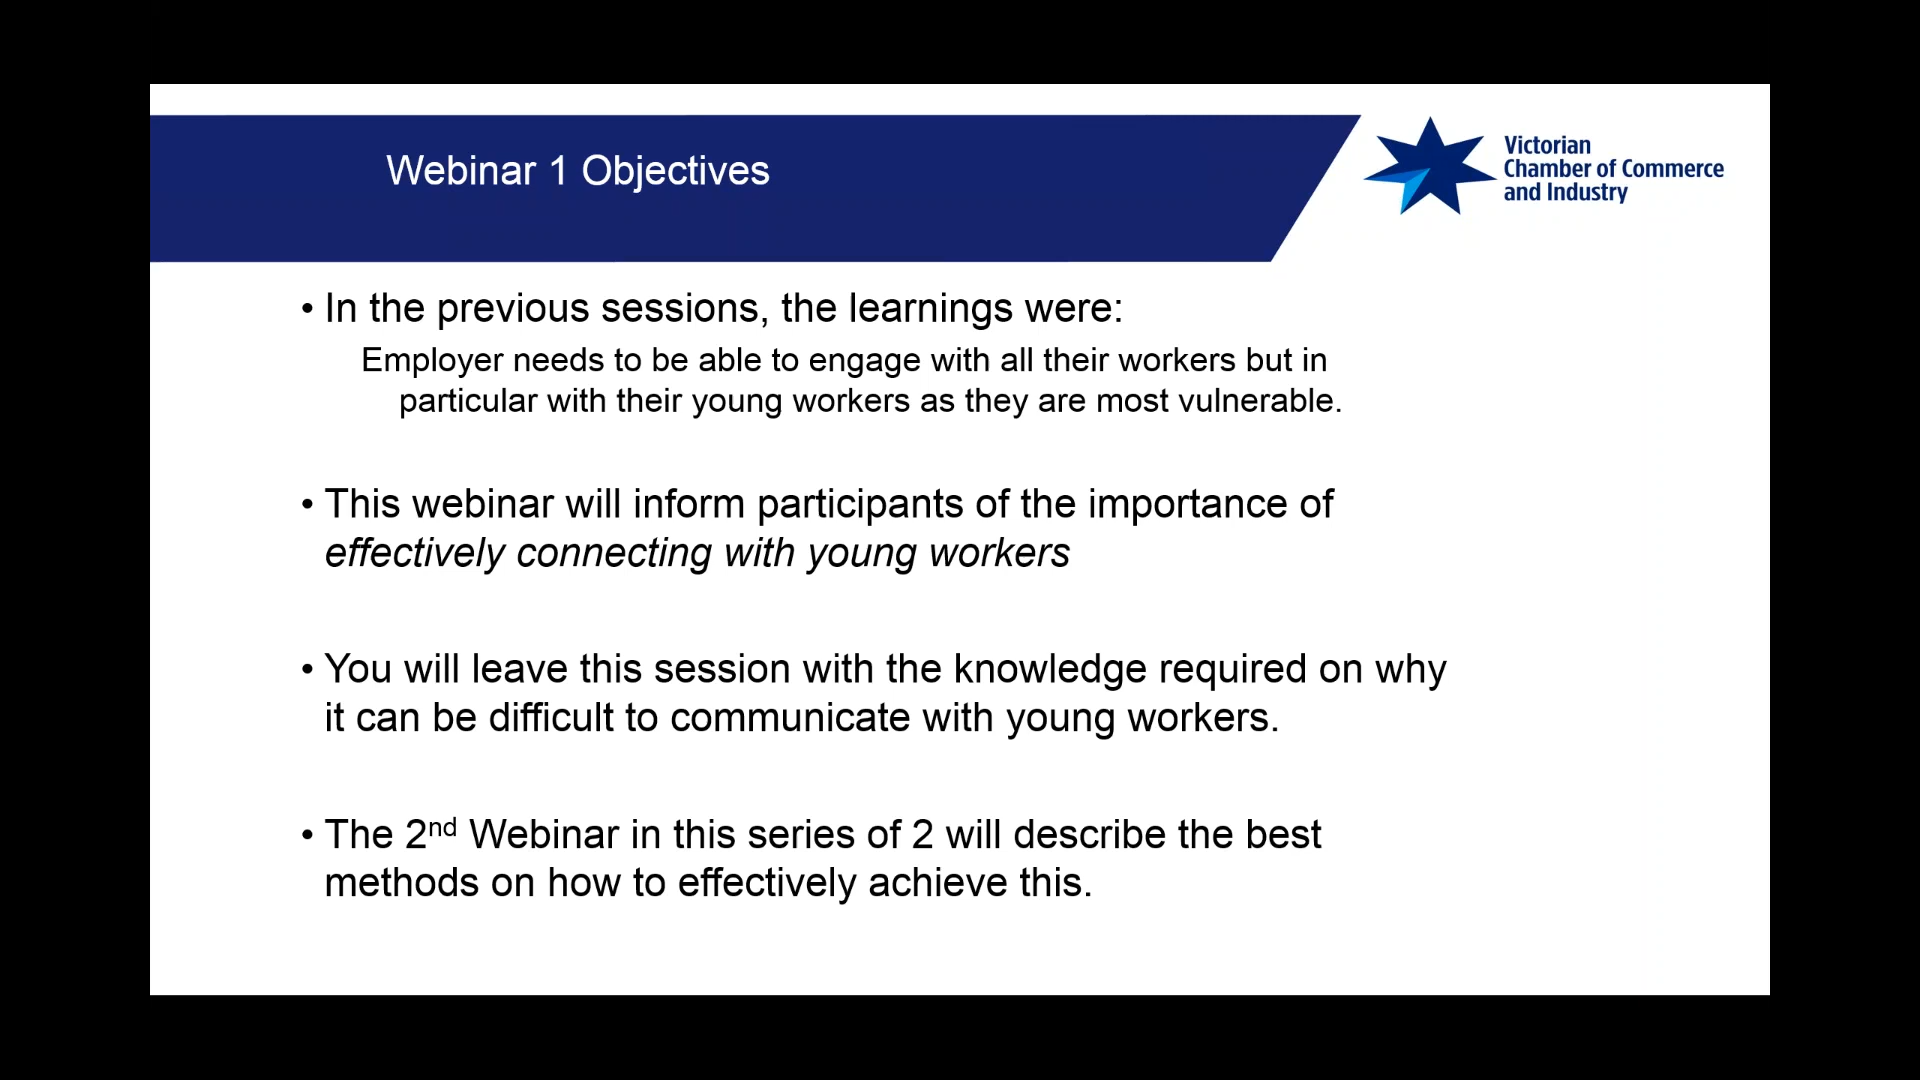 Webinar 1 Objectives
Victorian
Chamber of Commerce
and Industry
• In the previous sessions, the learnings were:
Employer needs to be able to engage with all their workers but in
particular with their young workers as they are most vulnerable.
• This webinar will inform participants of the importance of
effectively connecting with young workers
• You will leave this session with the knowledge required on why
it can be difficult to communicate with young workers.
• The 2nd Webinar in this series of 2 will describe the best
methods on how to effectively achieve this.